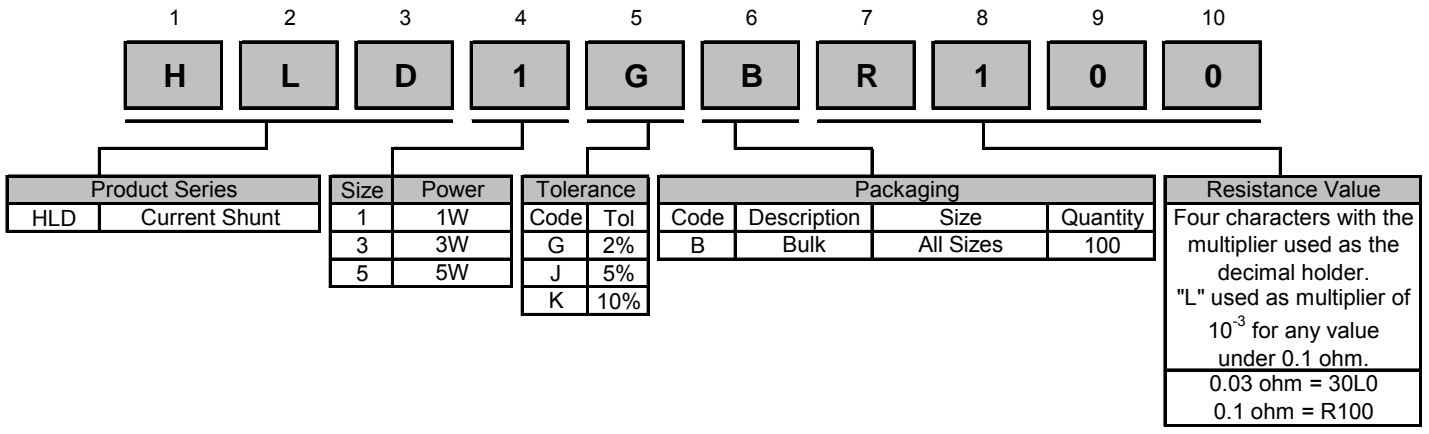 1 2 3 4 5 6 7 8 9 10
H L D 1 G B R 1 0 0
Product Series
HLD Current Shunt
Size Power
1 1W
3 3W
5 5W
Tolerance
Code Tol
G 2%
J 5%
K 10%
Packaging
Code Description Size Quantity
B Bulk All Sizes 100
Resistance Value
Four characters with the
multiplier used as the
decimal holder.
"L" used as multiplier of
10-3 for any value
under 0.1 ohm.
0.03 ohm = 30L0
0.1 ohm = R100